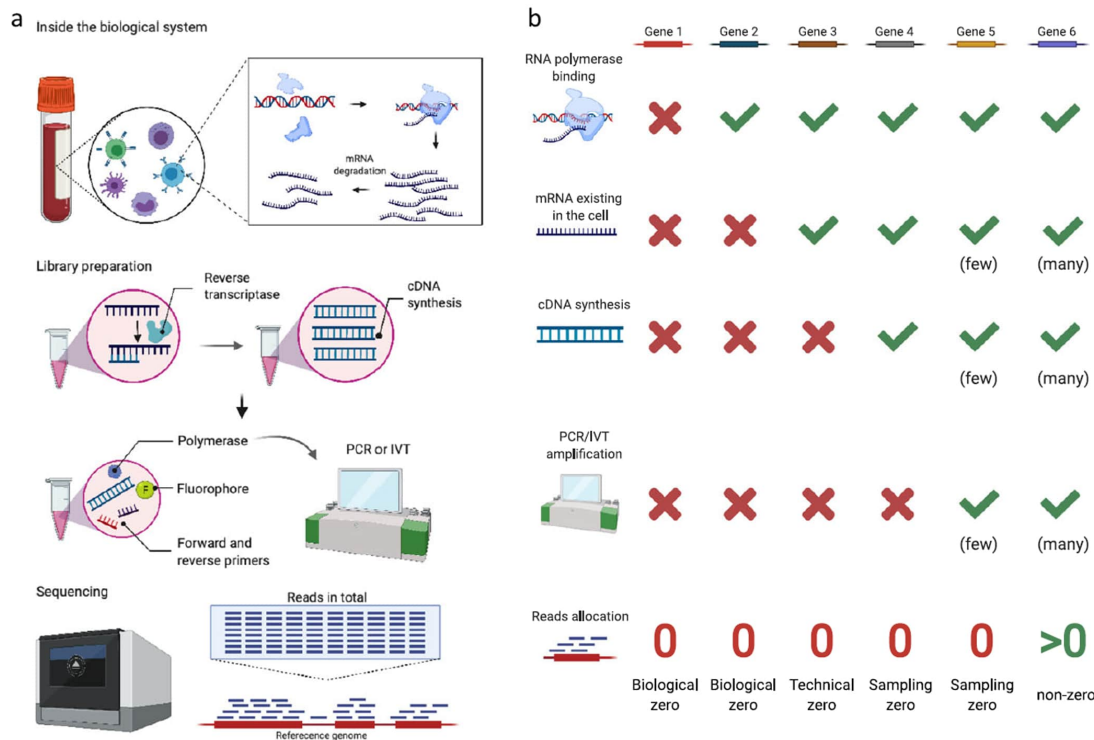 a
Inside the biological system
mRNA
degradation
Library preparation
Reverse
transcriptase
cDNA
synthesis
Polymerase
PCR or IVT
Fluorophore
F
Forward and
reverse primers
Sequencing
Reads in total
Referecence genome
b
Gene 1 Gene 2 Gene 3 Gene 4 Gene 5 Gene 6
RNA polymerase
binding
mRNA existing
in the cell
(few) (many)
cDNA synthesis
(few) (many)
PCR/IVT
amplification
(few) (many)
Reads allocation
0 0 0 0 0 >0
Biological Biological Technical Sampling Sampling non-zero
zero zero zero zero zero